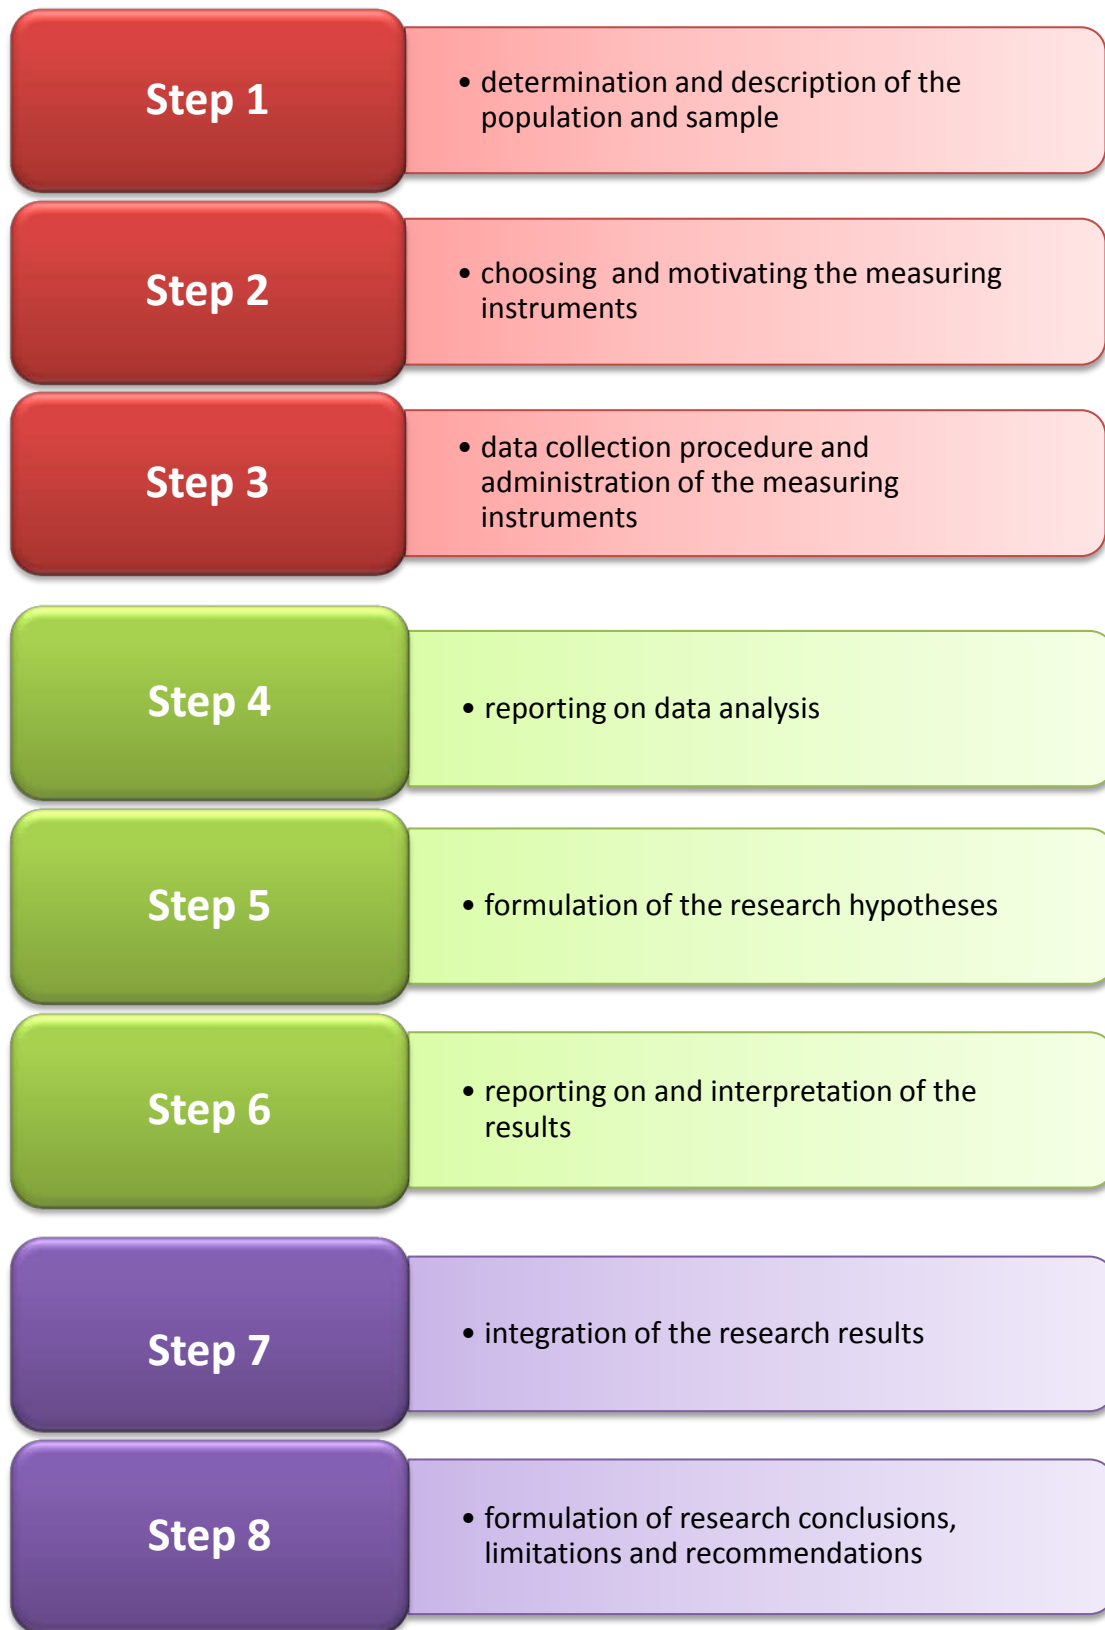 Step 1
• determination and description of the
population and sample
Step 2
• choosing  and motivating the measuring
instruments
Step 3
• data collection procedure and
administration of the measuring
instruments
Step 4
• reporting on data analysis
Step 5
• formulation of the research hypotheses
Step 6
• reporting on and interpretation of the
results
Step 7
• integration of the research results
Step 8
• formulation of research conclusions,
limitations and recommendations